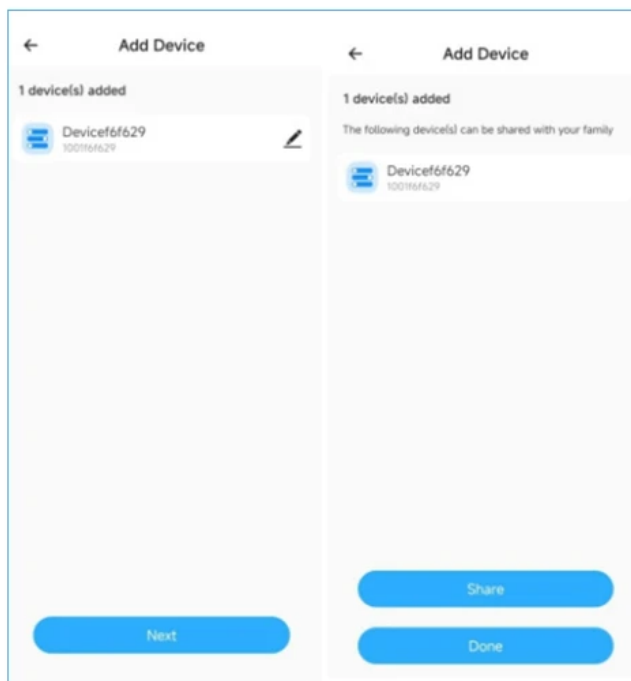 Add Device
1 device(s) added
Devicef6f629
1001f6f629
Next
Add Device
1 device(s) added
The following device(s) can be shared with your family
Devicef6f629
1001f6f629
Share
Done